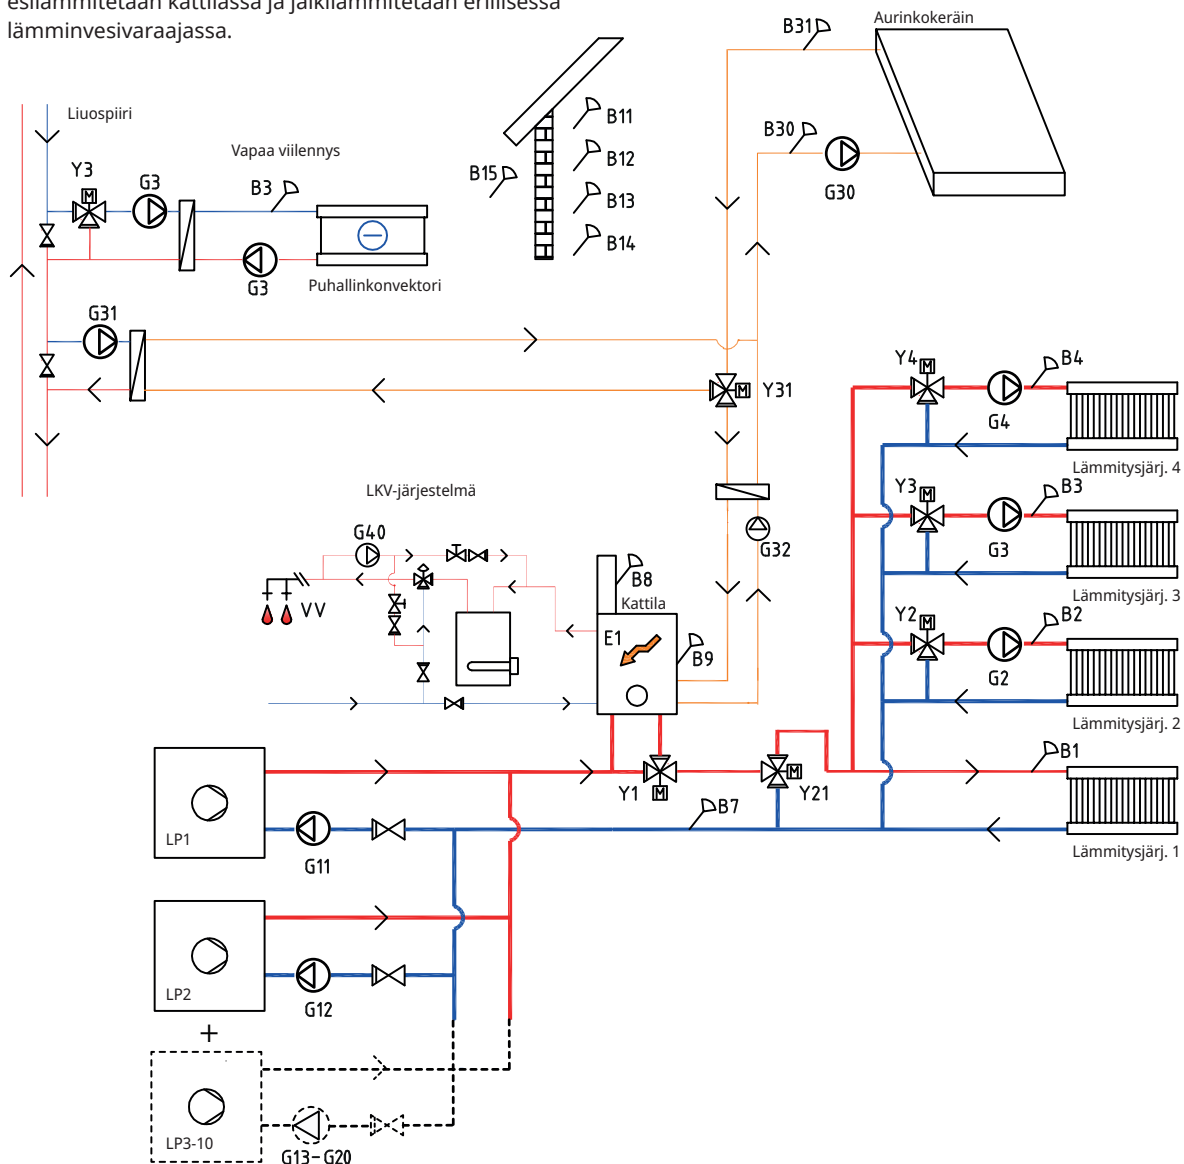 esilämmitetään kattilassa ja jälkilämmitetään erillisessä
lämminvesivaraajassa.
Aurinkokeräin
B31
Liuospiiri
B11
B30
Vapaa viilennys
B12
Y3
G3
B3
B15
G30
B13
B14
G3
Puhallinkonvektori
G31
Y4
B4
Y31
G4
Lämmitysjärj. 4
LKV-järjestelmä
Y3
B3
G40
G32
G3
B8
Kattila
Lämmitysjärj. 3
VV
Y2
B2
E1
B9
G2
Lämmitysjärj. 2
B1
Y1
M
Y21
B7
LP1
G11
Lämmitysjärj. 1
LP2
G12
+
LP3-10
G13-G20